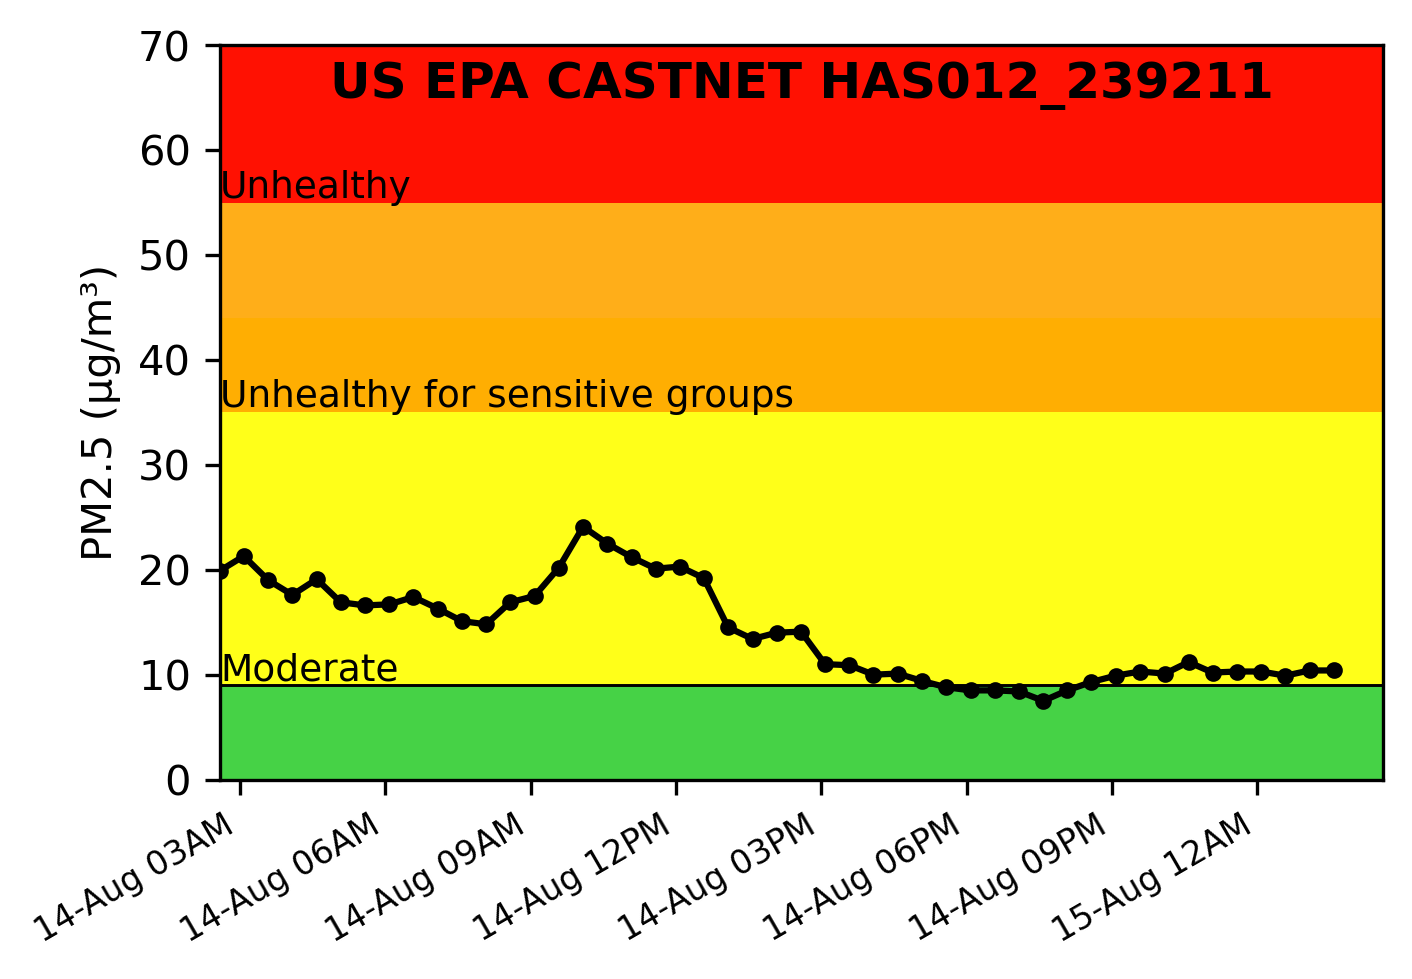 US EPA CASTNET HAS012_239211
70
60
50
40
30
20
10
0
PM2.5 (μg/m³)
Unhealthy
Unhealthy for sensitive groups
Moderate
14-Aug 03AM
14-Aug 06AM
14-Aug 09AM
14-Aug 12PM
14-Aug 03PM
14-Aug 06PM
14-Aug 09PM
15-Aug 12AM